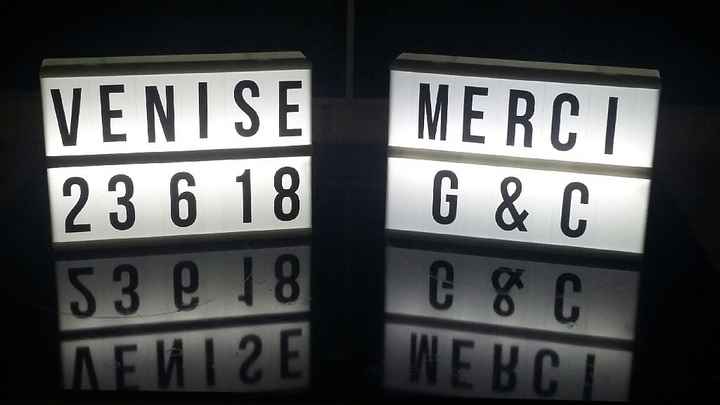 VENISE
23 6 18
MERCI
G & C